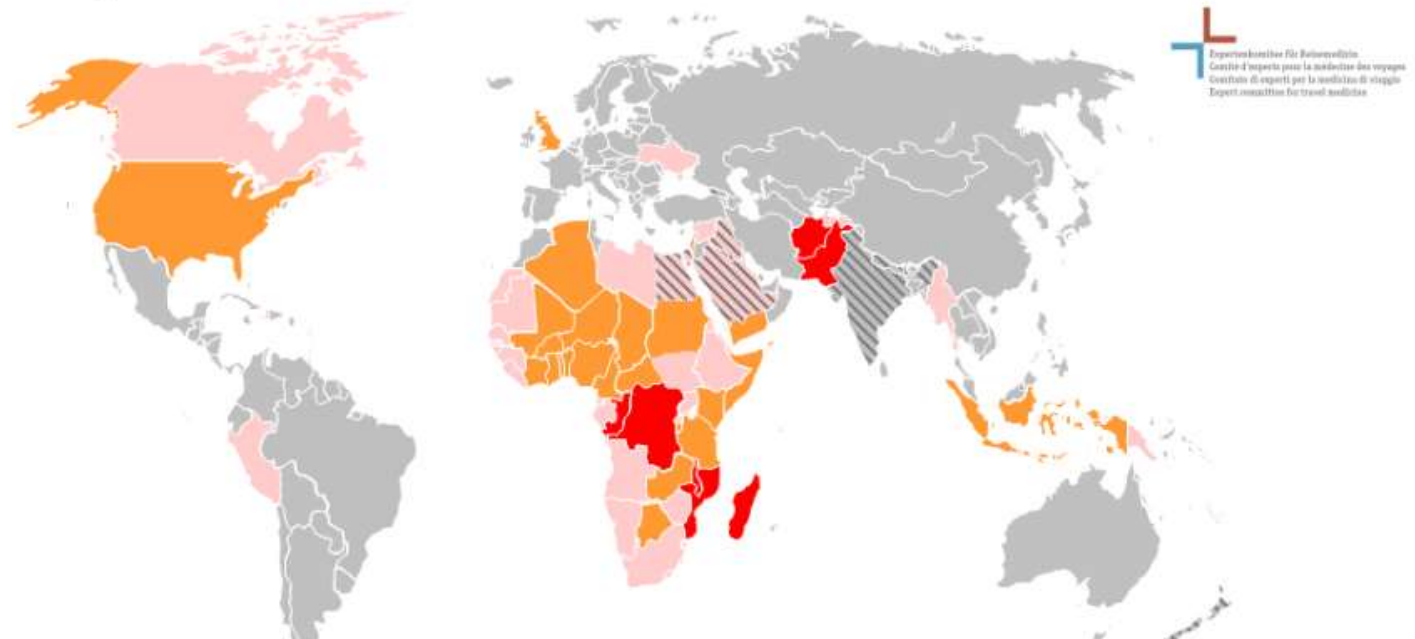 Expertenkomitee für Reisemedizin
Comité d'experts pour la médecine des voyages
Comitato di esperti per la medicina di viaggio
Expert committee for travel medicine